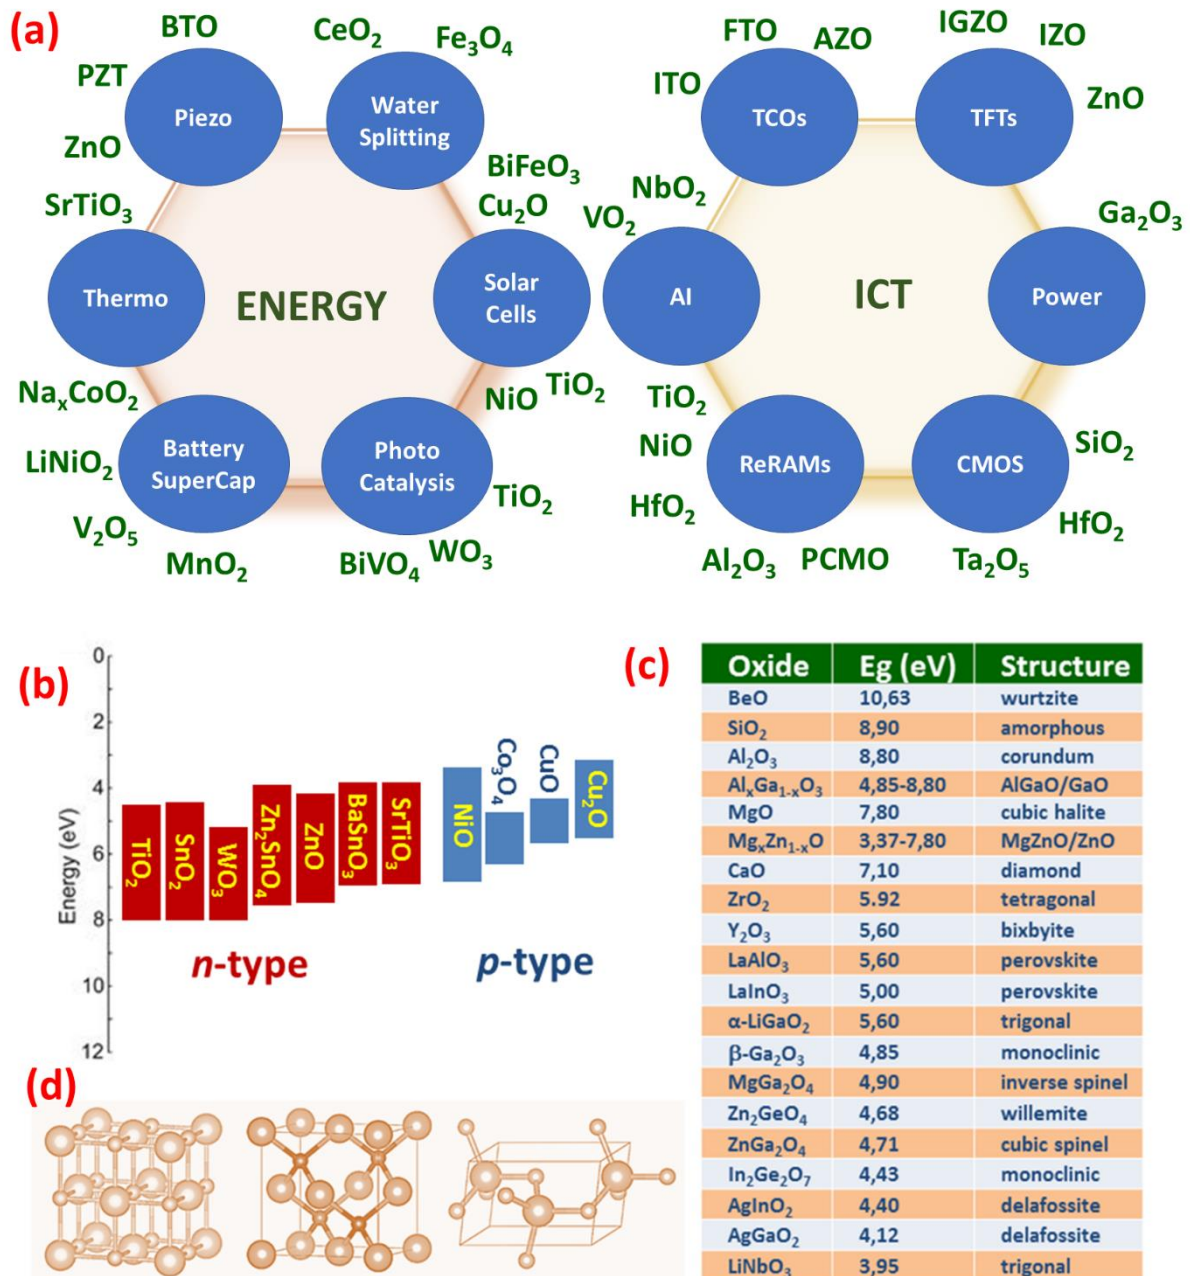 (a)
BTO
CeO₂
Fe₃O₄
PZT
Piezo
Water
Splitting
ZnO
BiFeO₃
SrTiO₃
Cu₂O
Thermo
ENERGY
Solar
Cells
NaₓCoO₂
NiO
TiO₂
LiNiO₂
Battery
SuperCap
Photo
Catalysis
TiO₂
V₂O₅
MnO₂
BiVO₄
WO₃
FTO
AZO
IGZO
IZO
ITO
TCOs
TFTs
ZnO
NbO₂
VO₂
Ga₂O₃
AI
ICT
Power
TiO₂
NiO
ReRAMs
CMOS
SiO₂
HfO₂
HfO₂
Al₂O₃
PCMO
Ta₂O₅
(b)
Energy (eV)
0
2
4
6
8
10
12
TiO₂
SnO₂
WO₃
Zn₂SnO₄
ZnO
BaSnO₃
SrTiO₃
NiO
Co₃O₄
CuO
Cu₂O
n-type
p-type
(c)
Oxide Eg (eV) Structure
BeO 10,63 wurtzite
SiO₂ 8,90 amorphous
Al₂O₃ 8,80 corundum
AlₓGa₁₋ₓO₃ 4,85-8,80 AlGaO/GaO
MgO 7,80 cubic halite
MgₓZn₁₋ₓO 3,37-7,80 MgZnO/ZnO
CaO 7,10 diamond
ZrO₂ 5.92 tetragonal
Y₂O₃ 5,60 bixbyite
LaAlO₃ 5,60 perovskite
LaInO₃ 5,00 perovskite
α-LiGaO₂ 5,60 trigonal
β-Ga₂O₃ 4,85 monoclinic
MgGa₂O₄ 4,90 inverse spinel
Zn₂GeO₄ 4,68 willemite
ZnGa₂O₄ 4,71 cubic spinel
In₂Ge₂O₇ 4,43 monoclinic
AgInO₂ 4,40 delafossite
AgGaO₂ 4,12 delafossite
LiNbO₃ 3,95 trigonal
(d)